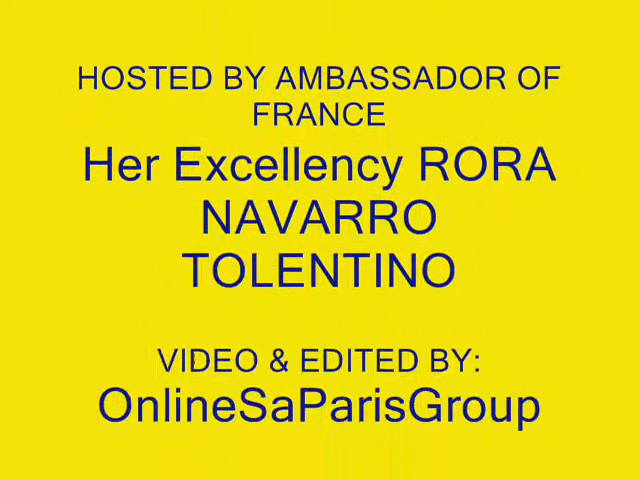 HOSTED BY AMBASSADOR OF
FRANCE
Her Excellency RORA
NAVARRO
TOLENTINO
VIDEO & EDITED BY:
OnlineSaParisGroup